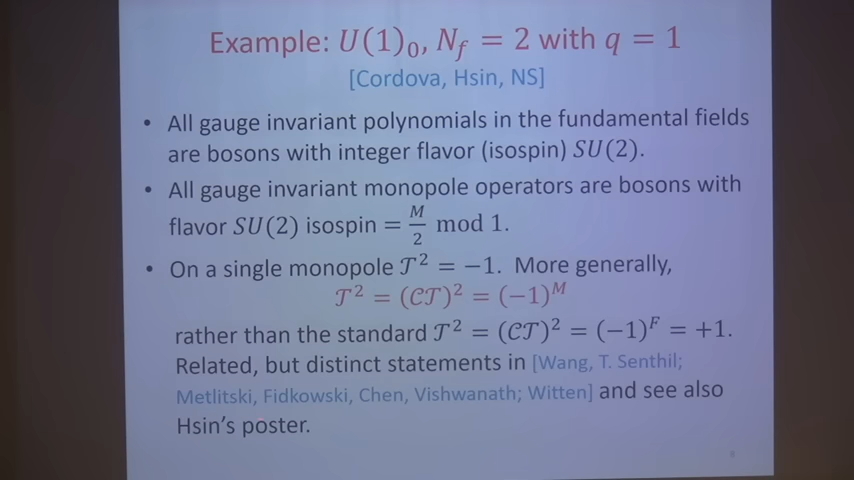 Example: U(1)₀, N_f = 2 with q = 1
[Cordova, Hsin, NS]
• All gauge invariant polynomials in the fundamental fields
are bosons with integer flavor (isospin) SU(2).
• All gauge invariant monopole operators are bosons with
flavor SU(2) isospin = M/2 mod 1.
• On a single monopole 𝒯² = −1. More generally,
𝒯² = (𝒞𝒯)² = (−1)^M
rather than the standard 𝒯² = (𝒞𝒯)² = (−1)^F = +1.
Related, but distinct statements in [Wang, T. Senthil;
Metlitski, Fidkowski, Chen, Vishwanath; Witten] and see also
Hsin's poster.